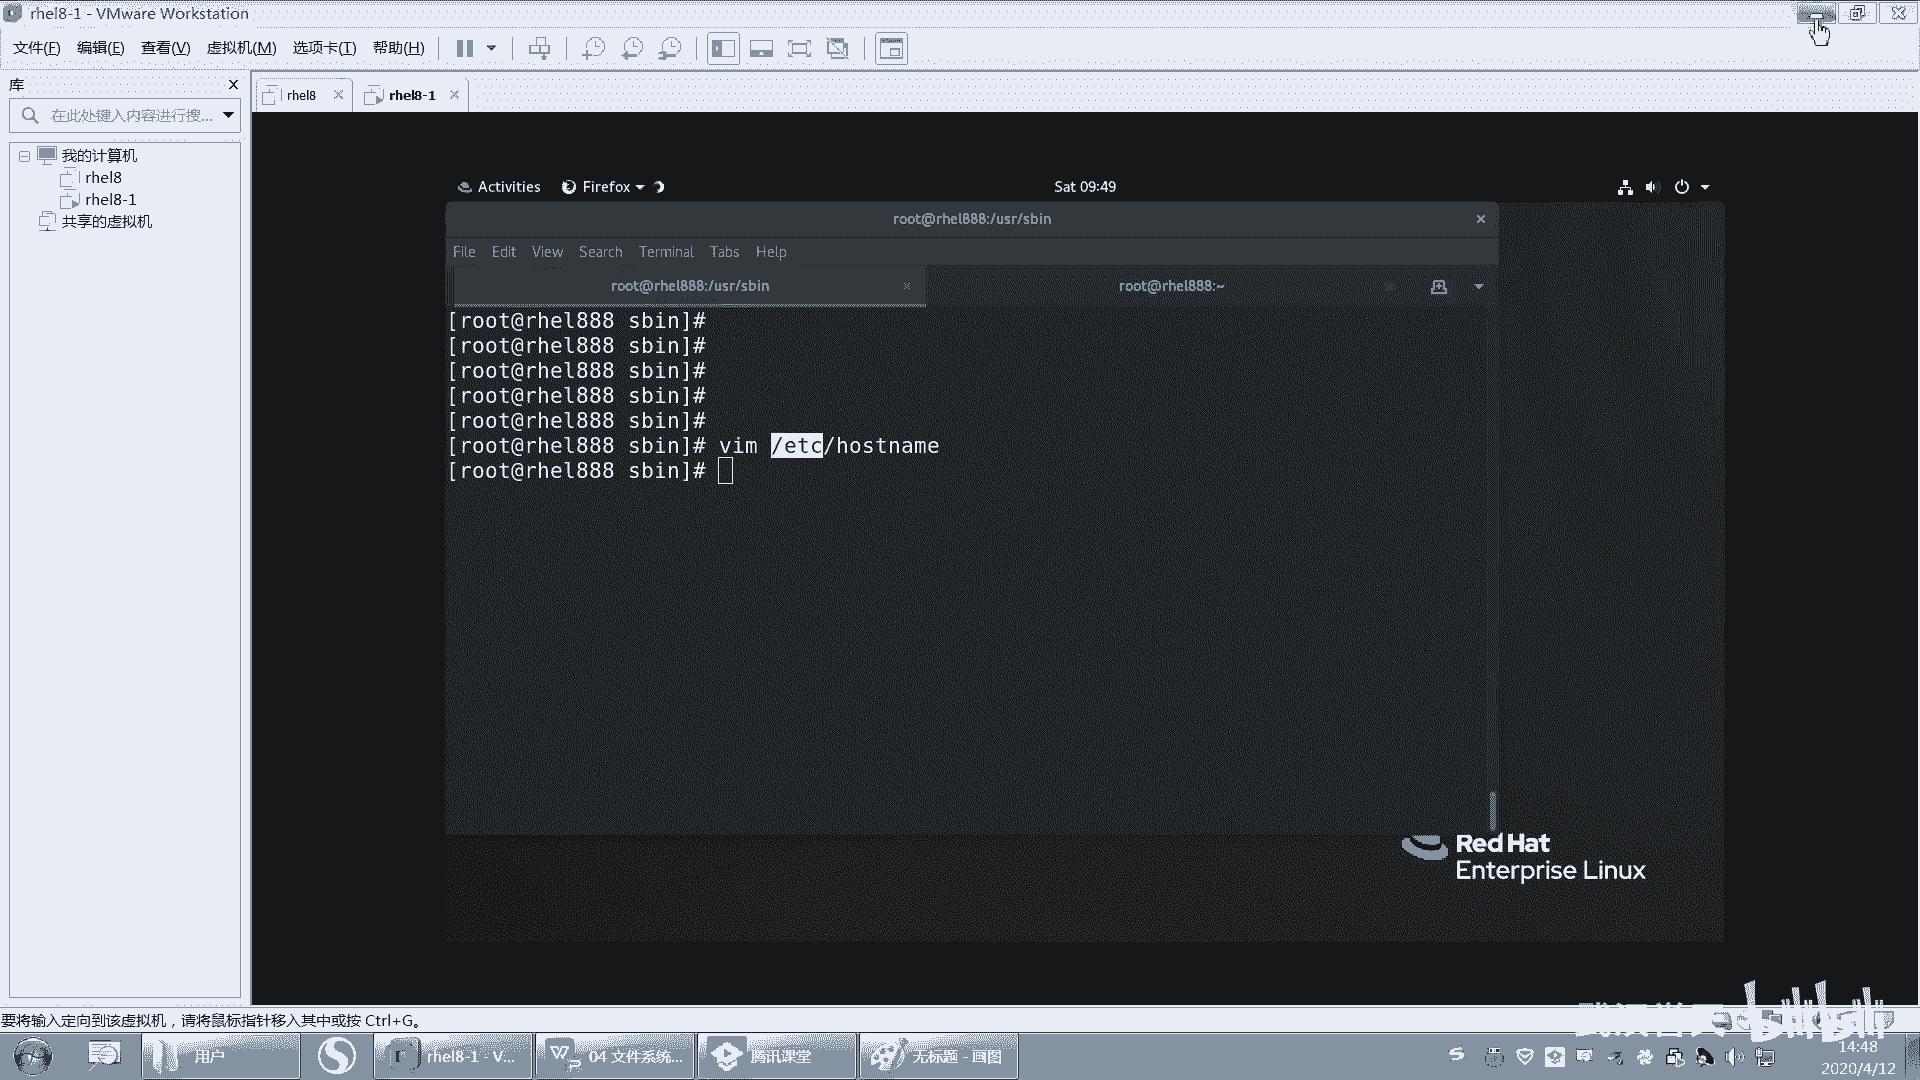 rhel8-1 - VMware Workstation
文件(F) 编辑(E) 查看(V) 虚拟机(M) 选项卡(T) 帮助(H)
库
在此处键入内容进行搜...
我的计算机
rhel8
rhel8-1
共享的虚拟机
rhel8 rhel8-1
Activities Firefox Sat 09:49
root@rhel888:/usr/sbin
File Edit View Search Terminal Tabs Help
root@rhel888:/usr/sbin root@rhel888:~
[root@rhel888 sbin]#
[root@rhel888 sbin]#
[root@rhel888 sbin]#
[root@rhel888 sbin]#
[root@rhel888 sbin]#
[root@rhel888 sbin]# vim /etc/hostname
[root@rhel888 sbin]#
Red Hat
Enterprise Linux
要将输入定向到该虚拟机，请将鼠标指针移入其中或按 Ctrl+G。
bilibili
用户 rhel8-1 - V... 04 文件系统... 腾讯课堂 无标题 - 画图
14:48
2020/4/12